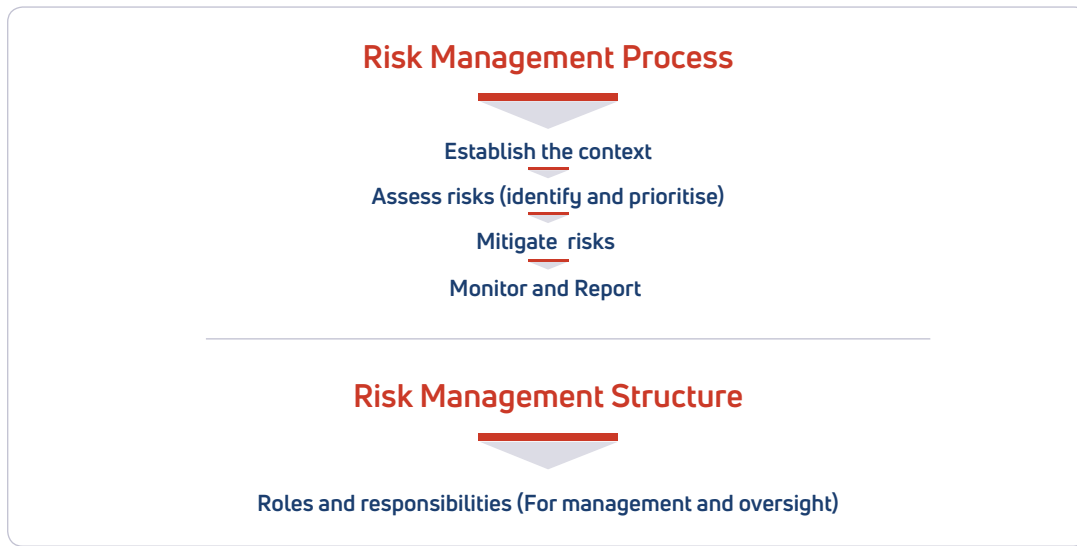 Risk Management Process
Establish the context
Assess risks (identify and prioritise)
Mitigate risks
Monitor and Report
Risk Management Structure
Roles and responsibilities (For management and oversight)